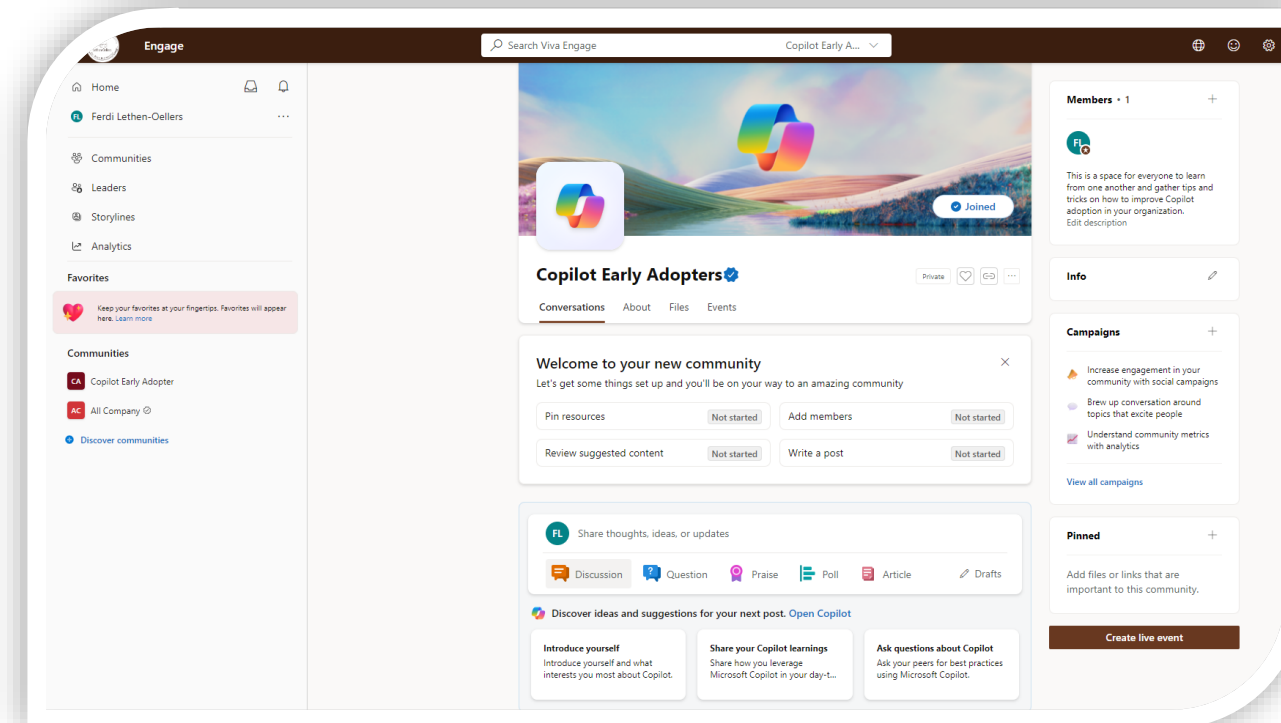 Engage
Search Viva Engage
Copilot Early A...
Home
FL
Ferdi Lethen-Oellers
Communities
Leaders
Storylines
Analytics
Favorites
Keep your favorites at your fingertips. Favorites will appear
here. Learn more
Communities
CA Copilot Early Adopter
AC All Company
Discover communities
Joined
Copilot Early Adopters
Private
Conversations About Files Events
Welcome to your new community
Let's get some things set up and you'll be on your way to an amazing community
Pin resources Not started
Add members Not started
Review suggested content Not started
Write a post Not started
FL Share thoughts, ideas, or updates
Discussion Question Praise Poll Article Drafts
Discover ideas and suggestions for your next post. Open Copilot
Introduce yourself
Introduce yourself and what
interests you most about Copilot.
Share your Copilot learnings
Share how you leverage
Microsoft Copilot in your day-t...
Ask questions about Copilot
Ask your peers for best practices
using Microsoft Copilot.
Members • 1
FL
This is a space for everyone to learn
from one another and gather tips and
tricks on how to improve Copilot
adoption in your organization.
Edit description
Info
Campaigns
Increase engagement in your
community with social campaigns
Brew up conversation around
topics that excite people
Understand community metrics
with analytics
View all campaigns
Pinned
Add files or links that are
important to this community.
Create live event